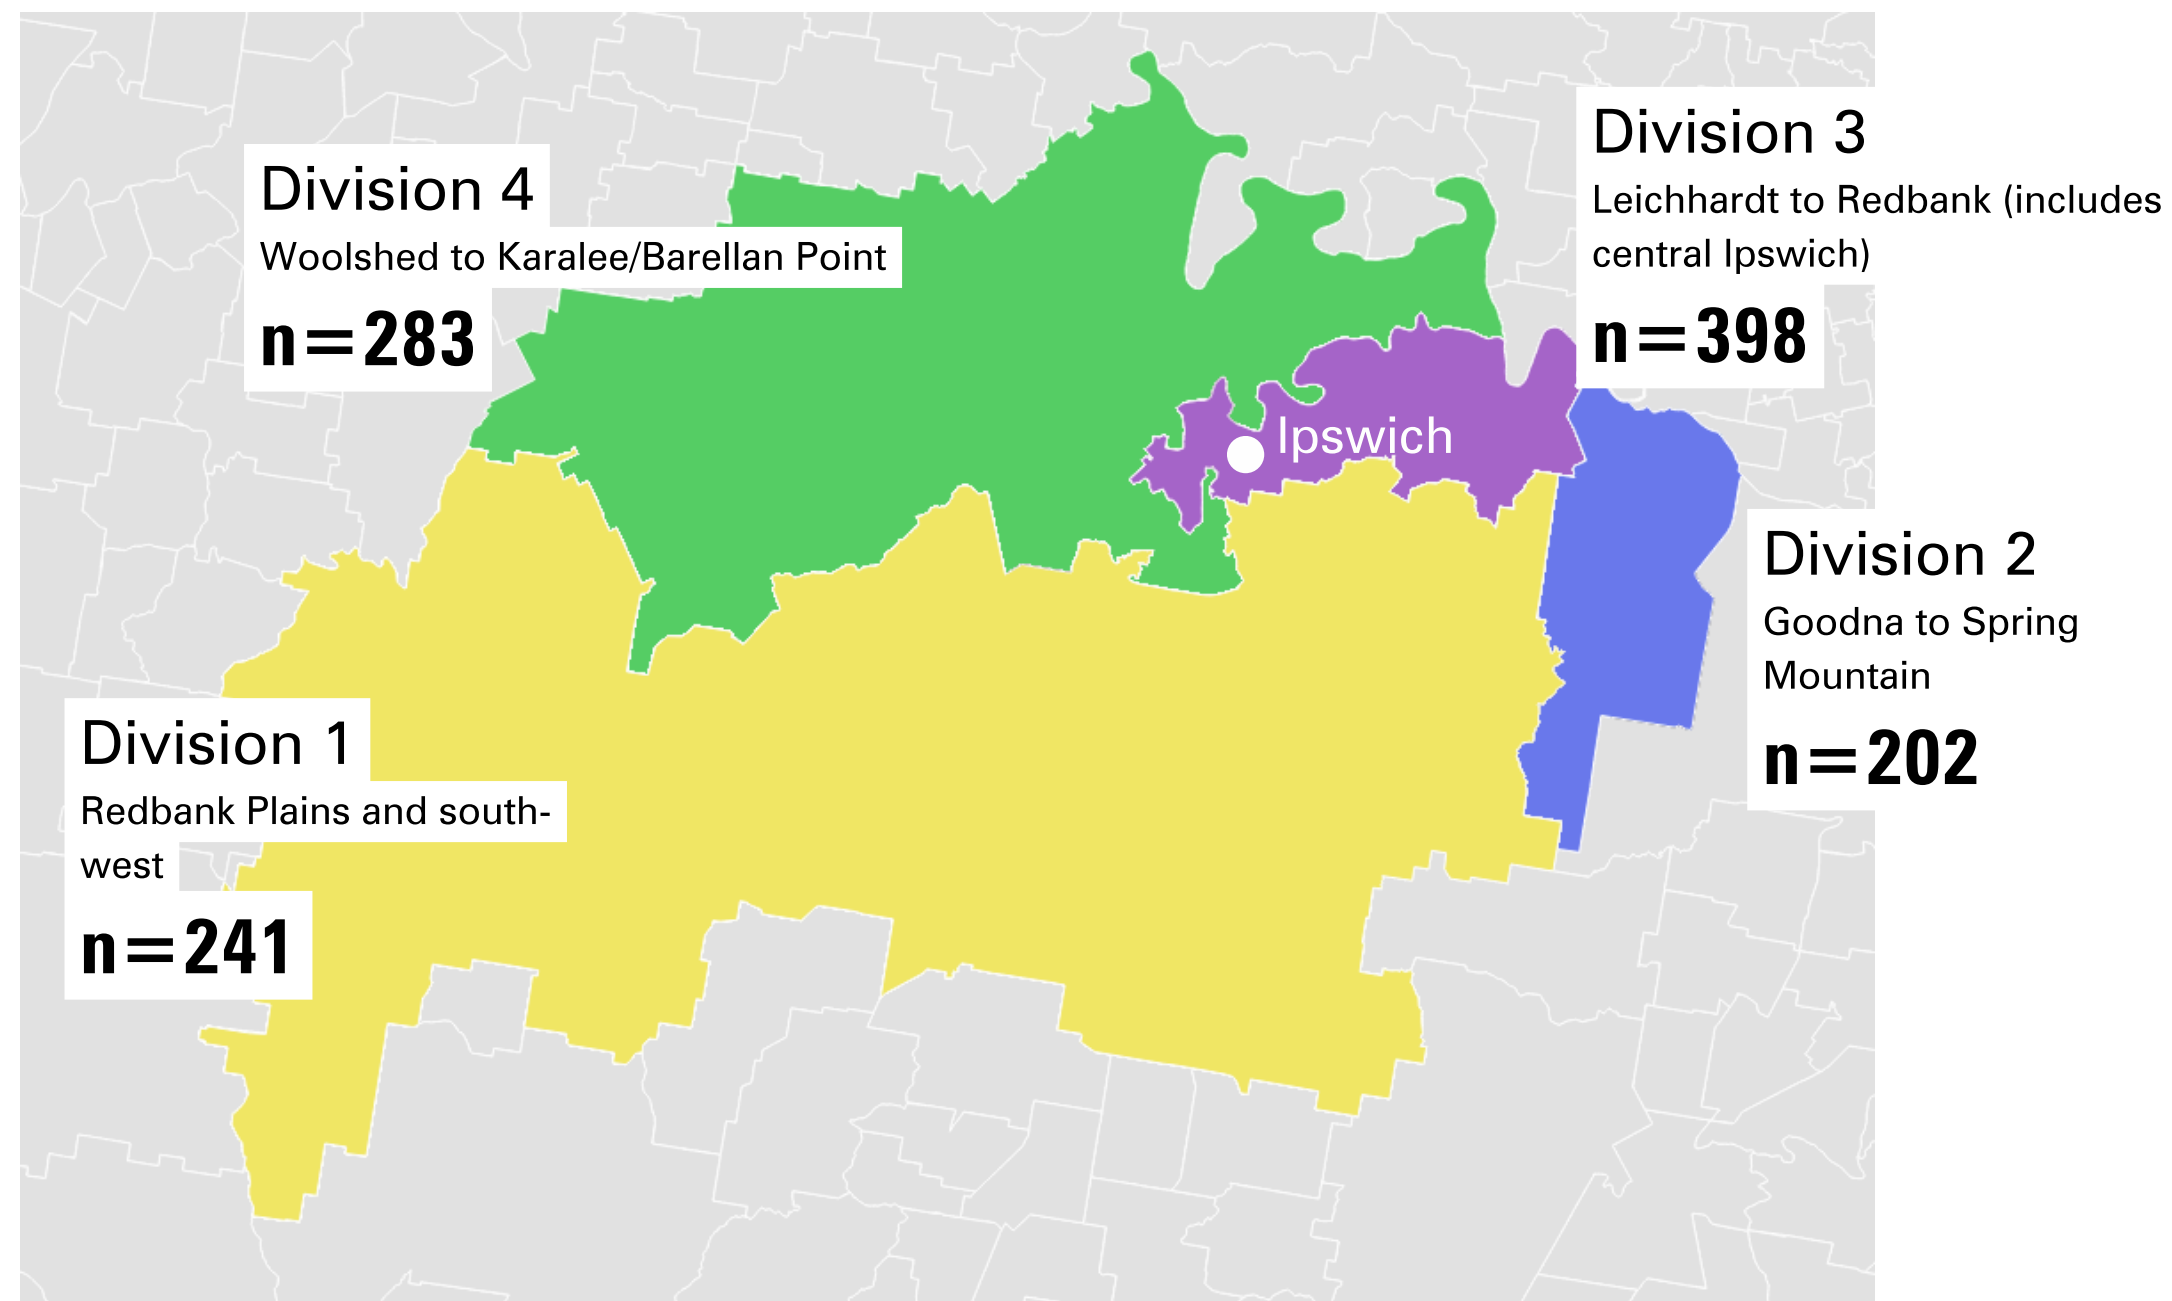 Division 4
Woolshed to Karalee/Barellan Point
n=283
Division 3
Leichhardt to Redbank (includes
central Ipswich)
n=398
Ipswich
Division 2
Goodna to Spring
Mountain
n=202
Division 1
Redbank Plains and south-
west
n=241